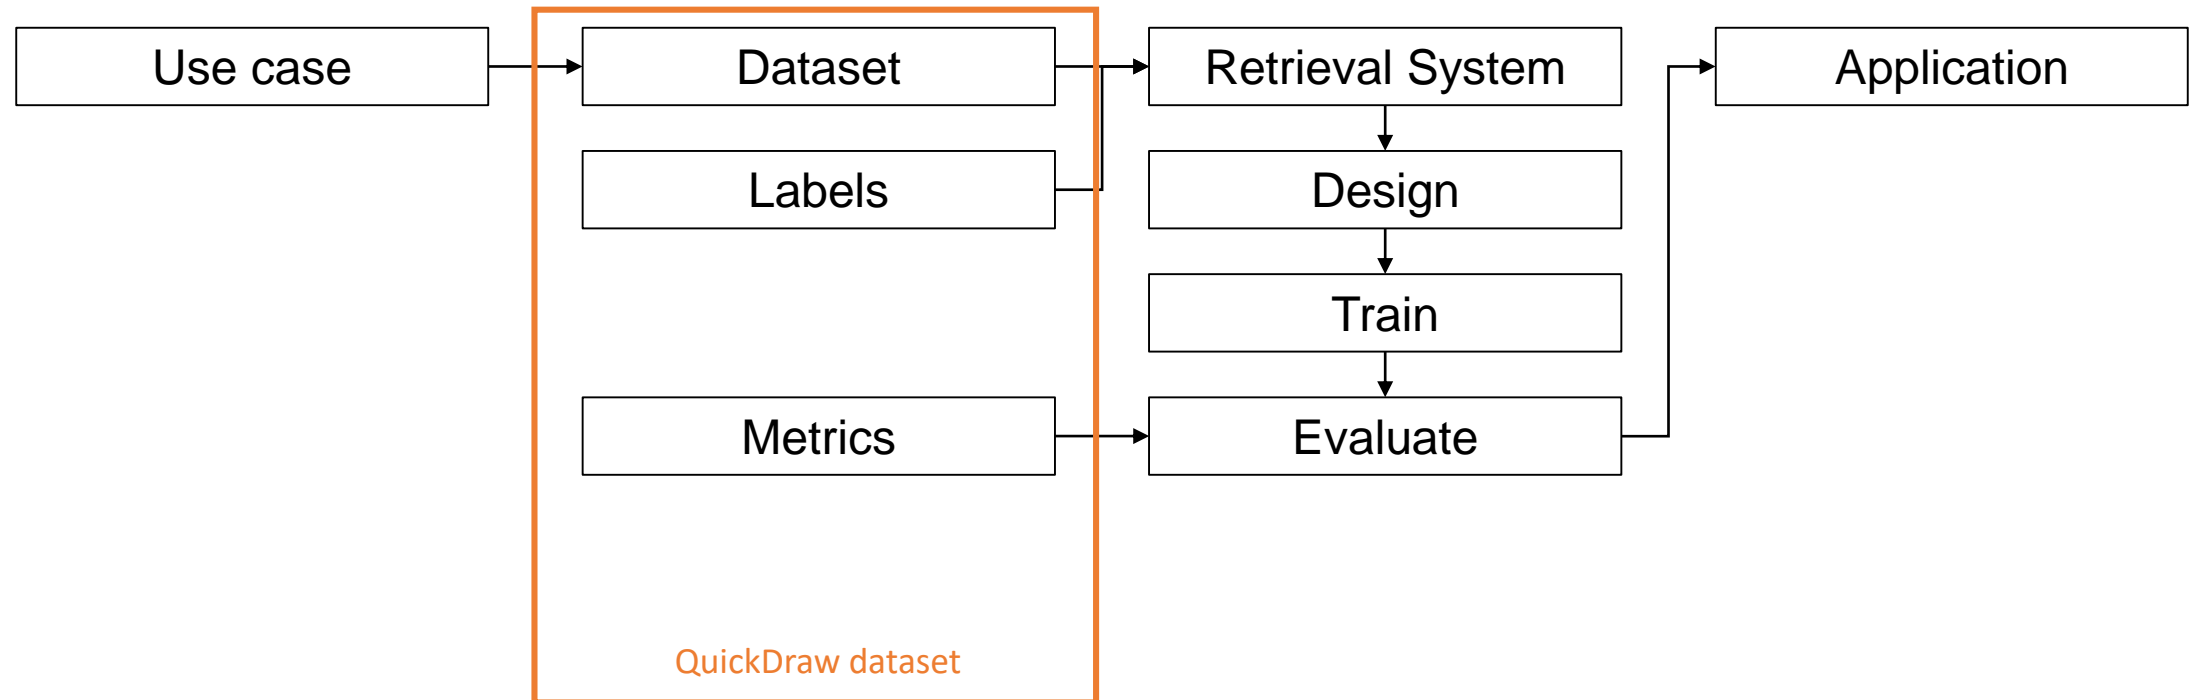 Use case
Dataset
Retrieval System
Application
Labels
Design
Train
Metrics
Evaluate
QuickDraw dataset